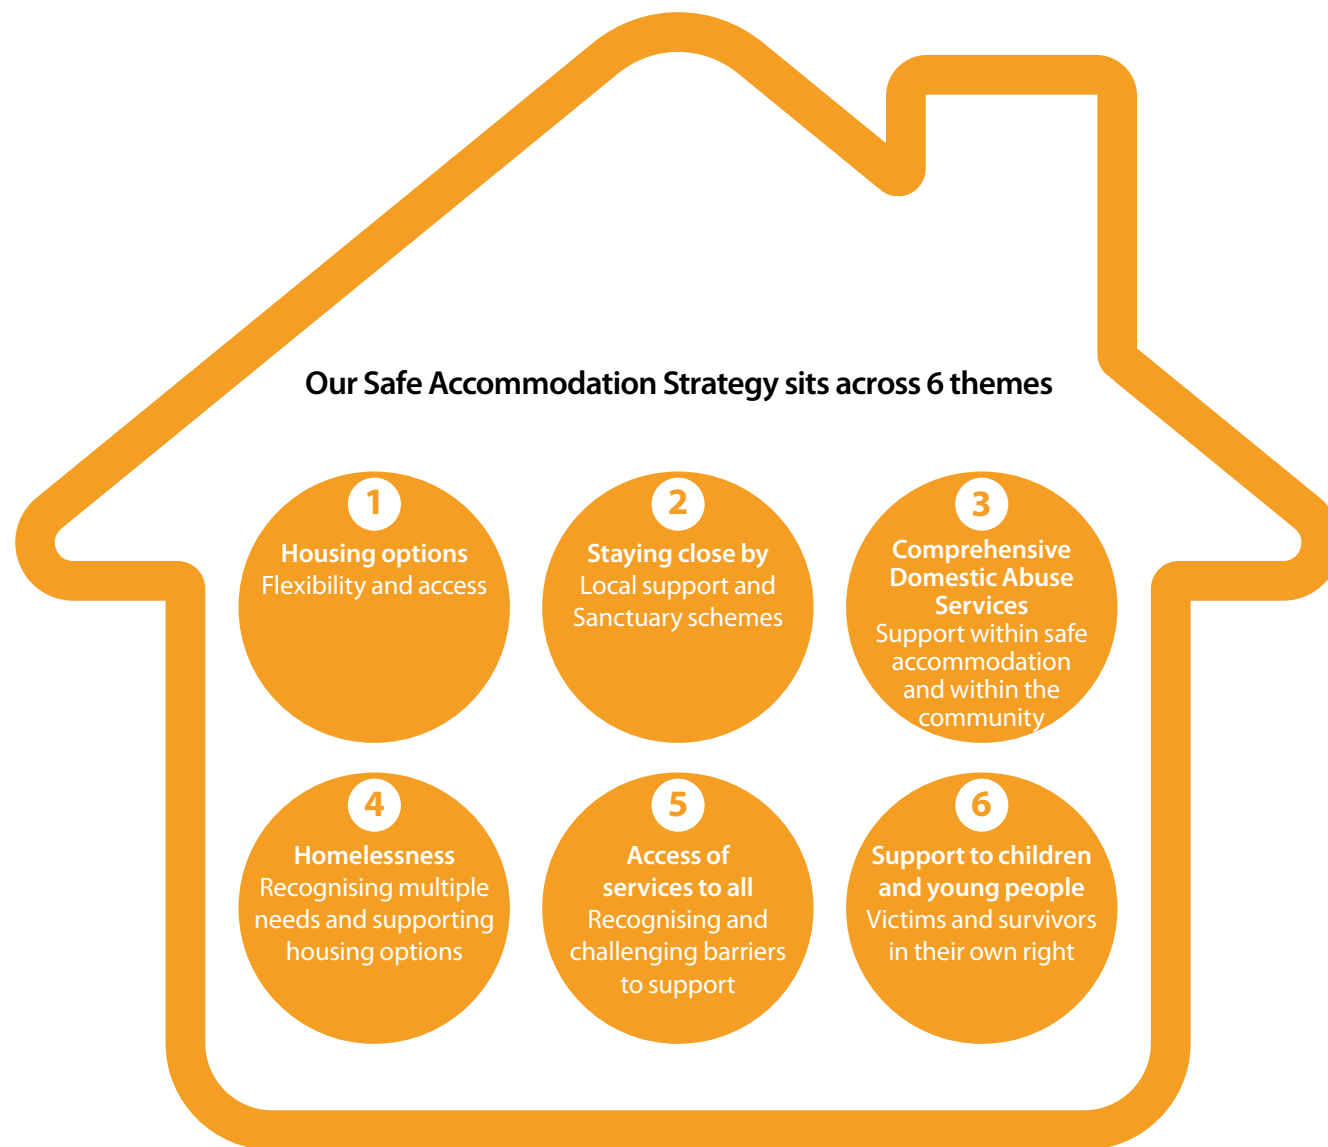 Our Safe Accommodation Strategy sits across 6 themes
1
Housing options
Flexibility and access
2
Staying close by
Local support and
Sanctuary schemes
3
Comprehensive
Domestic Abuse
Services
Support within safe
accommodation
and within the
community
4
Homelessness
Recognising multiple
needs and supporting
housing options
5
Access of
services to all
Recognising and
challenging barriers
to support
6
Support to children
and young people
Victims and survivors
in their own right